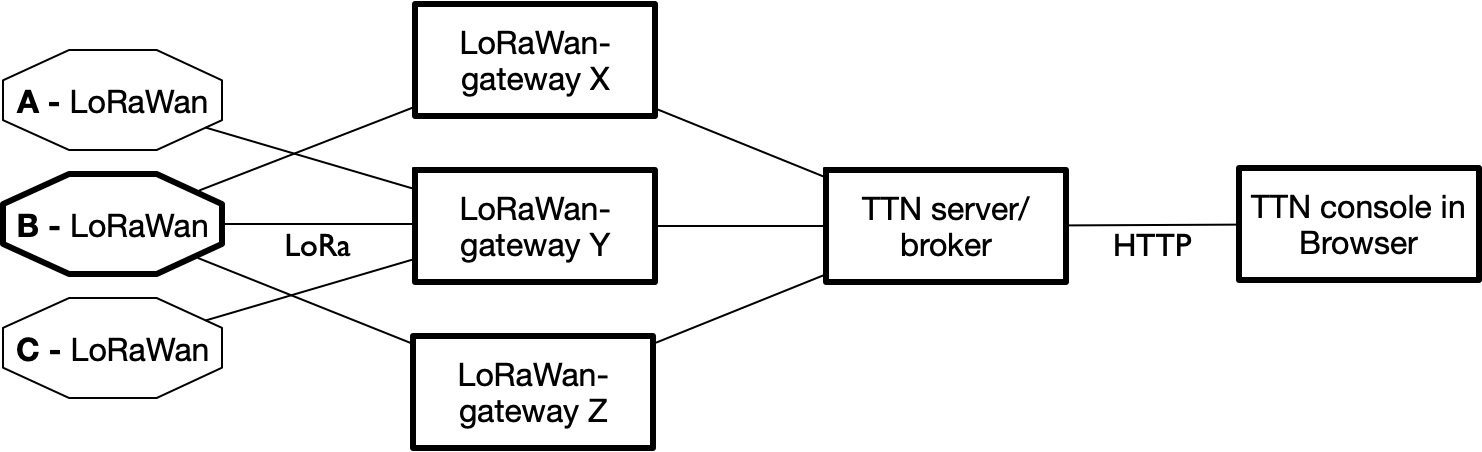 A - LoRaWan
B - LoRaWan
C - LoRaWan
LoRa
LoRaWan-
gateway X
LoRaWan-
gateway Y
LoRaWan-
gateway Z
TTN server/
broker
HTTP
TTN console in
Browser